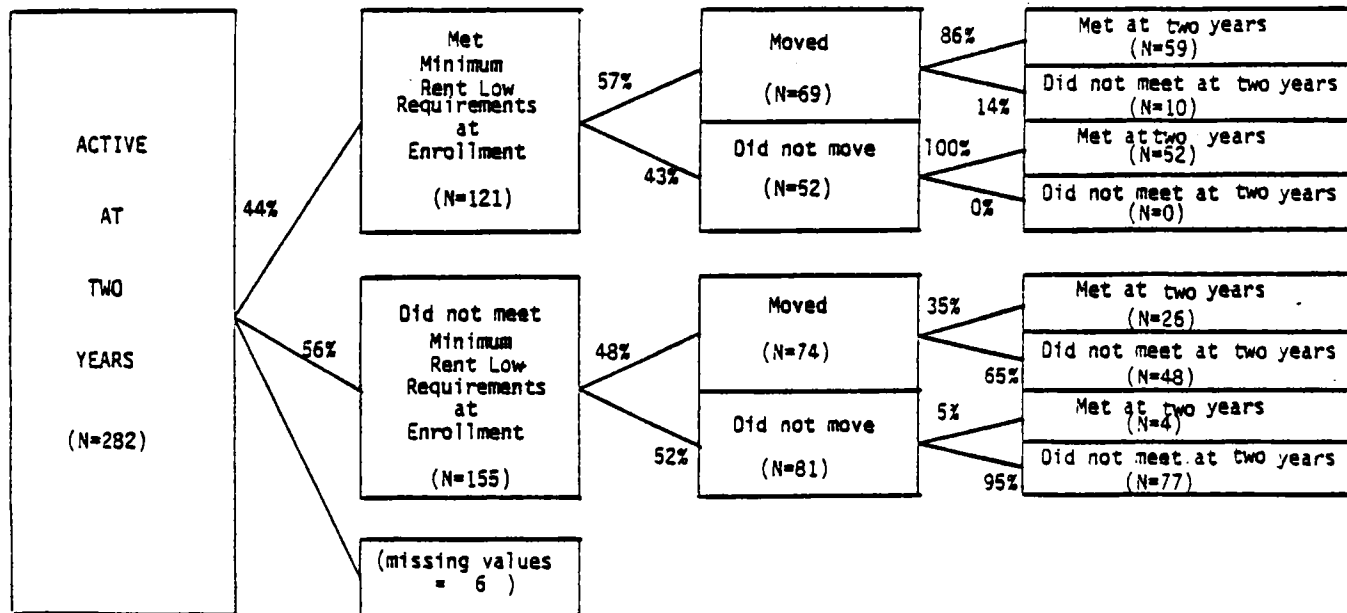 ACTIVE
AT
TWO
YEARS
(N=282)
44%
56%
Met
Minimum
Rent Low
Requirements
at
Enrollment
(N=121)
57%
43%
Moved
(N=69)
Did not move
(N=52)
86%
14%
100%
0%
Met at two years
(N=59)
Did not meet at two years
(N=10)
Met at two years
(N=52)
Did not meet at two years
(N=0)
Did not meet
Minimum
Rent Low
Requirements
at
Enrollment
(N=155)
48%
52%
Moved
(N=74)
Did not move
(N=81)
35%
65%
5%
95%
Met at two years
(N=26)
Did not meet at two years
(N=48)
Met at two years
(N=4)
Did not meet at two years
(N=77)
(missing values
= 6 )